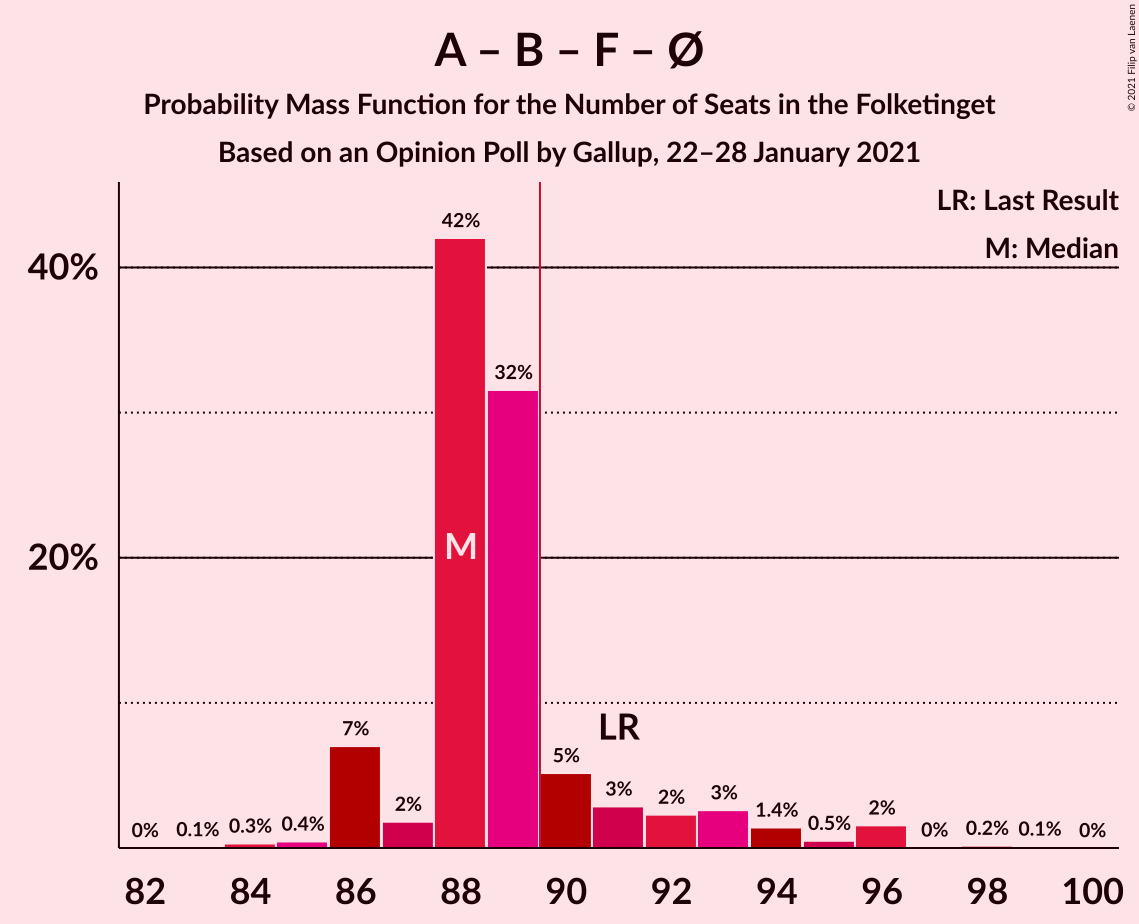 A – B – F – Ø
Probability Mass Function for the Number of Seats in the Folketinget
Based on an Opinion Poll by Gallup, 22–28 January 2021
© 2021 Filip van Laenen
LR: Last Result
M: Median
40%
20%
0%
0.1%
0.3%
0.4%
7%
2%
42%
M
32%
5%
LR
3%
2%
3%
1.4%
0.5%
2%
0%
0.2%
0.1%
0%
82 84 86 88 90 92 94 96 98 100